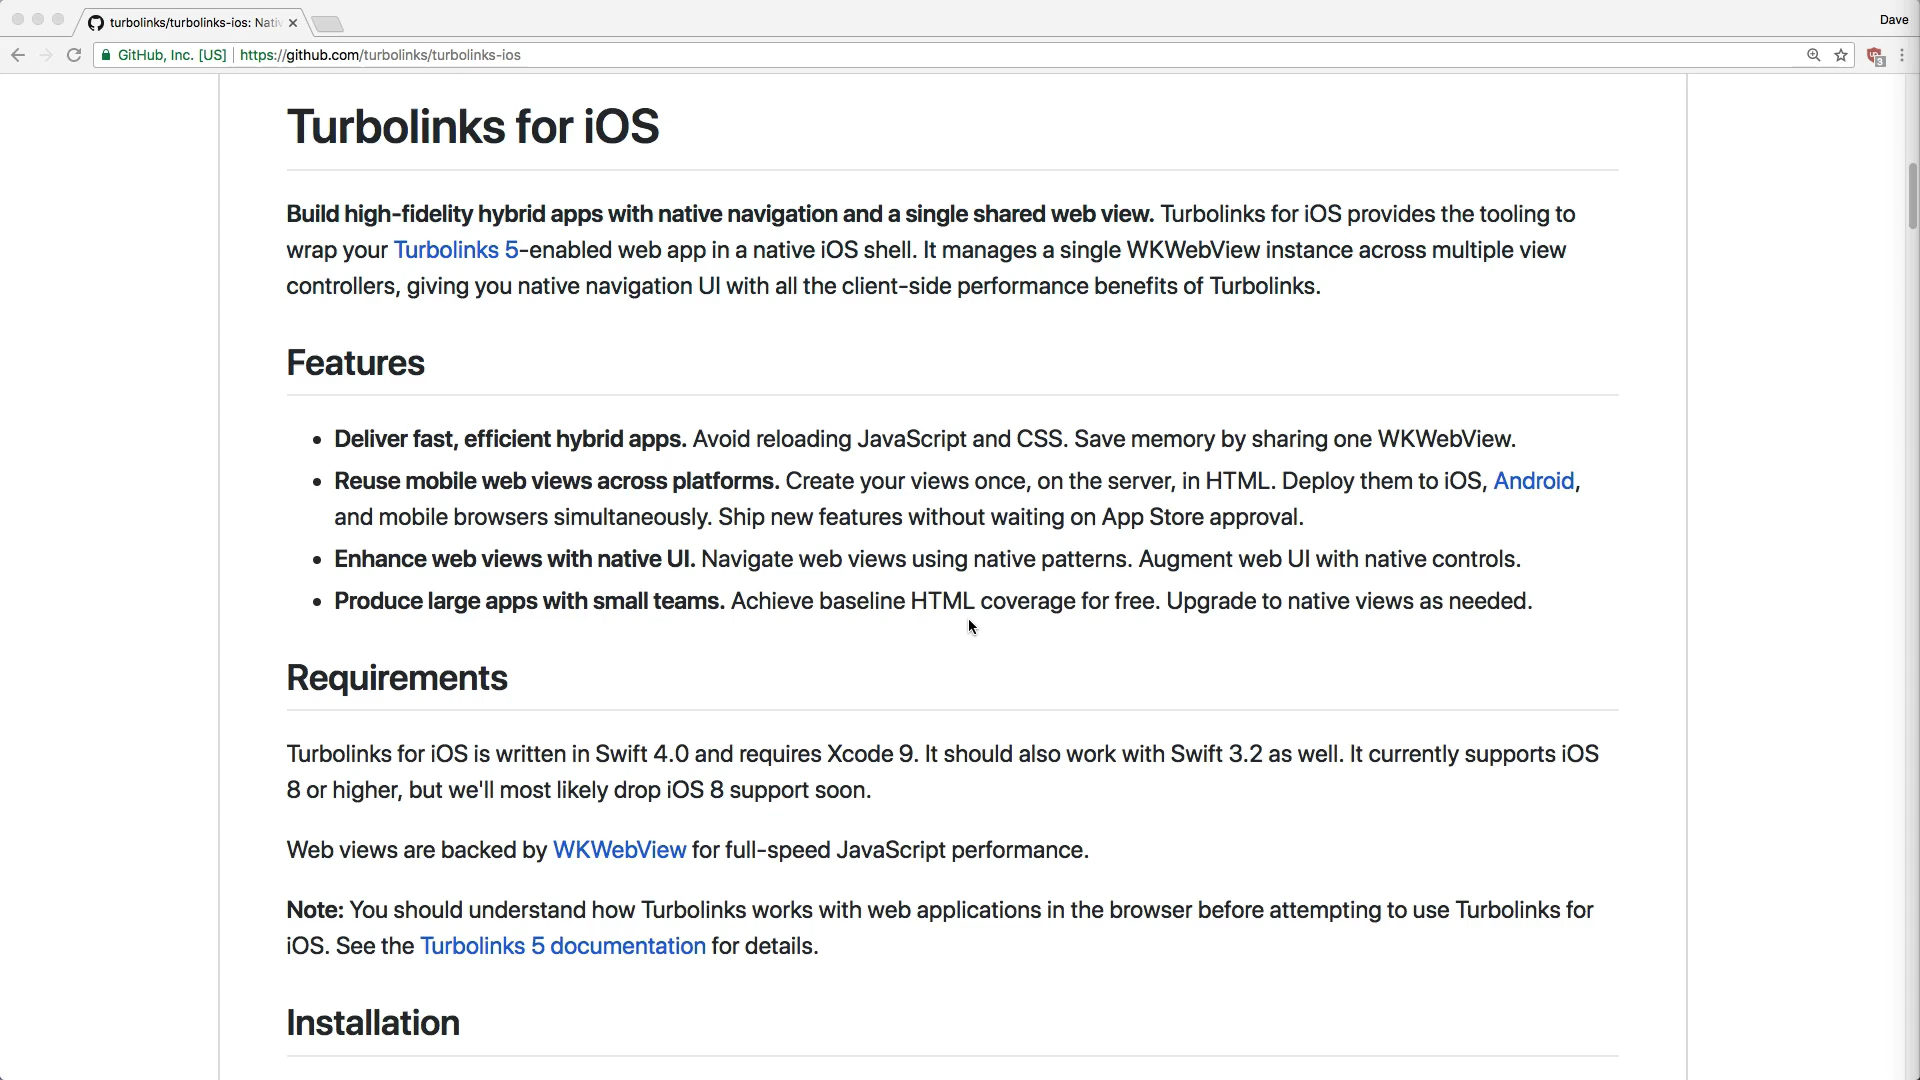 turbolinks/turbolinks-ios: Nativ
Dave
GitHub, Inc. [US] https://github.com/turbolinks/turbolinks-ios
3
Turbolinks for iOS
Build high-fidelity hybrid apps with native navigation and a single shared web view. Turbolinks for iOS provides the tooling to
wrap your Turbolinks 5-enabled web app in a native iOS shell. It manages a single WKWebView instance across multiple view
controllers, giving you native navigation UI with all the client-side performance benefits of Turbolinks.
Features
• Deliver fast, efficient hybrid apps. Avoid reloading JavaScript and CSS. Save memory by sharing one WKWebView.
• Reuse mobile web views across platforms. Create your views once, on the server, in HTML. Deploy them to iOS, Android,
and mobile browsers simultaneously. Ship new features without waiting on App Store approval.
• Enhance web views with native UI. Navigate web views using native patterns. Augment web UI with native controls.
• Produce large apps with small teams. Achieve baseline HTML coverage for free. Upgrade to native views as needed.
Requirements
Turbolinks for iOS is written in Swift 4.0 and requires Xcode 9. It should also work with Swift 3.2 as well. It currently supports iOS
8 or higher, but we'll most likely drop iOS 8 support soon.
Web views are backed by WKWebView for full-speed JavaScript performance.
Note: You should understand how Turbolinks works with web applications in the browser before attempting to use Turbolinks for
iOS. See the Turbolinks 5 documentation for details.
Installation